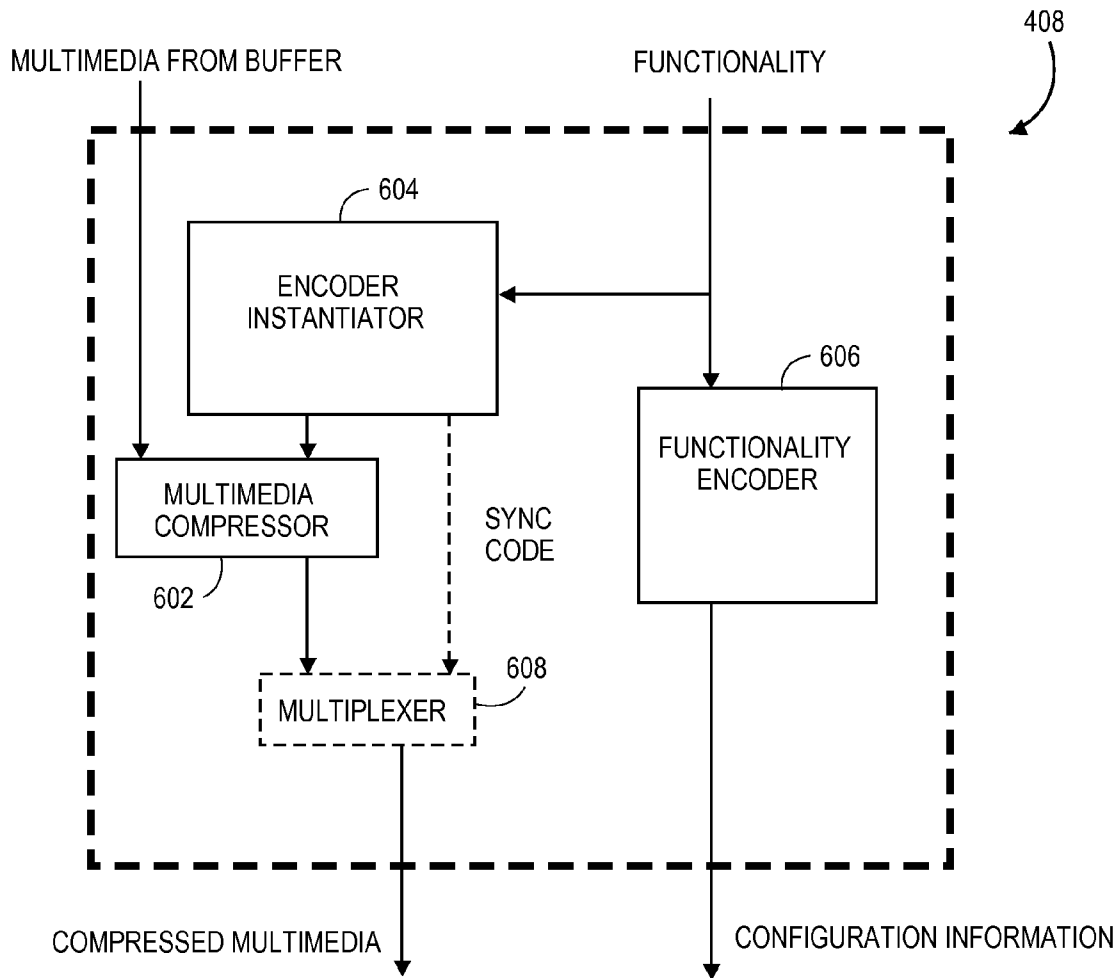 408
MULTIMEDIA FROM BUFFER
FUNCTIONALITY
604
ENCODER
INSTANTIATOR
606
FUNCTIONALITY
ENCODER
MULTIMEDIA
COMPRESSOR
SYNC
CODE
602
608
MULTIPLEXER
COMPRESSED MULTIMEDIA
CONFIGURATION INFORMATION